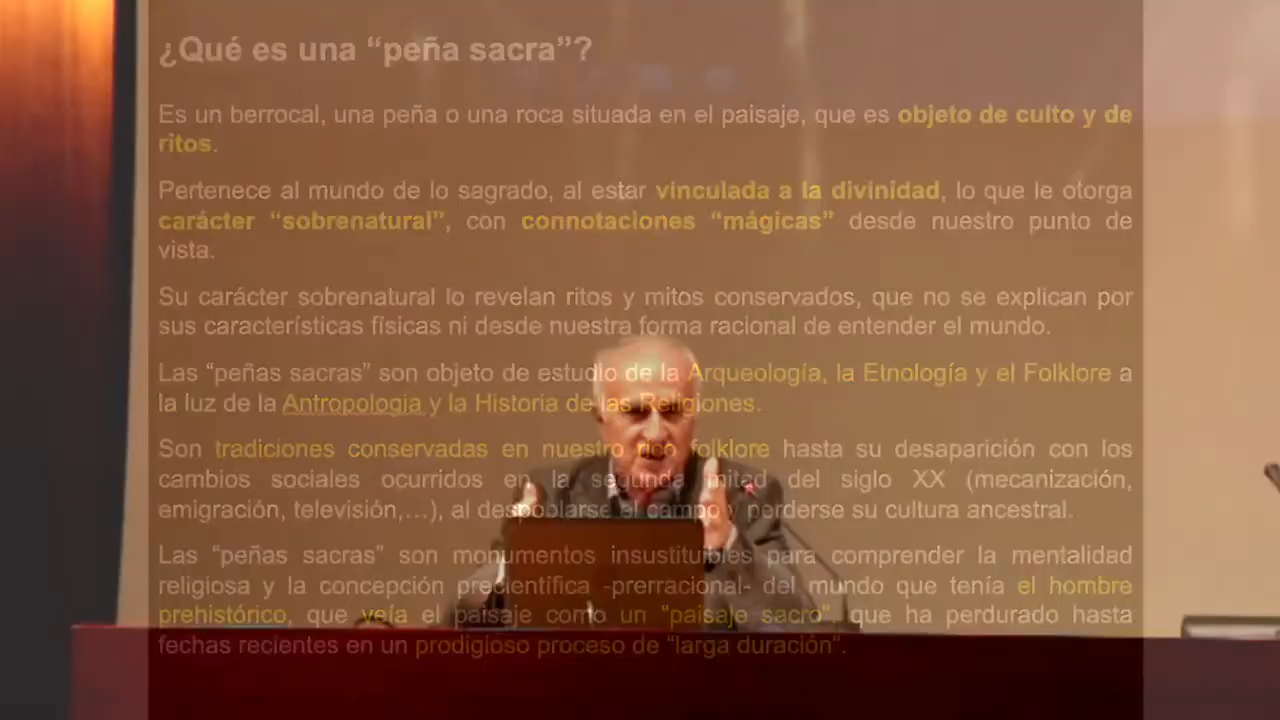 ¿Qué es una “peña sacra”?
Es un berrocal, una peña o una roca situada en el paisaje, que es objeto de culto y de
ritos.
Pertenece al mundo de lo sagrado, al estar vinculada a la divinidad, lo que le otorga
carácter “sobrenatural”, con connotaciones “mágicas” desde nuestro punto de
vista.
Su carácter sobrenatural lo revelan ritos y mitos conservados, que no se explican por
sus características físicas ni desde nuestra forma racional de entender el mundo.
Las “peñas sacras” son objeto de estudio de la Arqueología, la Etnología y el Folklore a
la luz de la Antropologia y la Historia de las Religiones.
Son tradiciones conservadas en nuestro rico folklore hasta su desaparición con los
cambios sociales ocurridos en la segunda mitad del siglo XX (mecanización,
emigración, televisión,…), al despoblarse el campo y perderse su cultura ancestral.
Las “peñas sacras” son monumentos insustituibles para comprender la mentalidad
religiosa y la concepción precientífica -prerracional- del mundo que tenía el hombre
prehistórico, que veía el paisaje como un “paisaje sacro”, que ha perdurado hasta
fechas recientes en un prodigioso proceso de “larga duración”.